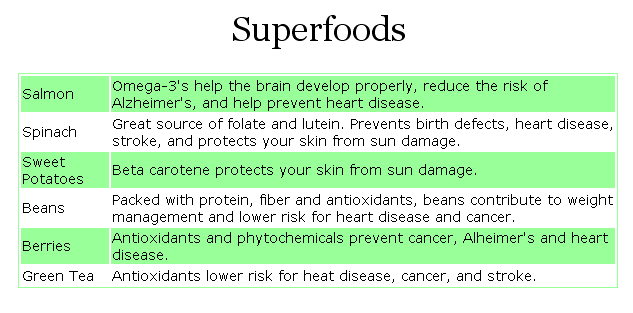 Superfoods
Salmon
Omega-3's help the brain develop properly, reduce the risk of
Alzheimer's, and help prevent heart disease.
Spinach
Great source of folate and lutein. Prevents birth defects, heart disease,
stroke, and protects your skin from sun damage.
Sweet
Potatoes
Beta carotene protects your skin from sun damage.
Beans
Packed with protein, fiber and antioxidants, beans contribute to weight
management and lower risk for heart disease and cancer.
Berries
Antioxidants and phytochemicals prevent cancer, Alheimer's and heart
disease.
Green Tea
Antioxidants lower risk for heat disease, cancer, and stroke.